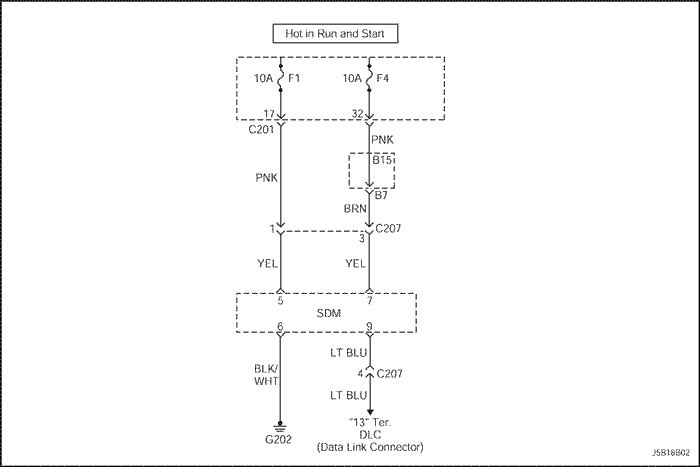 Hot in Run and Start
10A F1 10A F4
17 32
C201
PNK
B15
PNK
B7
BRN
1 3 C207
YEL YEL
5 7
SDM
6 9
LT BLU
BLK/
WHT
4 C207
LT BLU
G202
"13" Ter.
DLC
(Data Link Connector)
J5B18B02